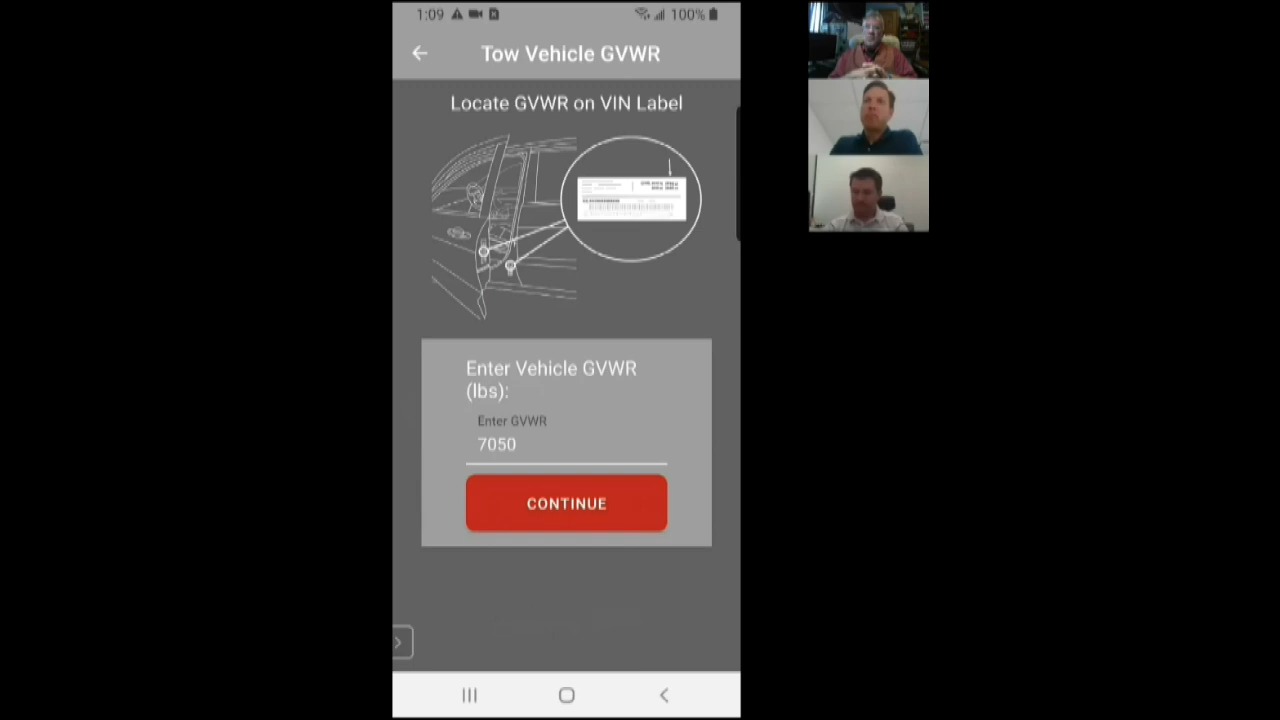 1:09
100%
Tow Vehicle GVWR
Locate GVWR on VIN Label
Enter Vehicle GVWR
(lbs):
Enter GVWR
7050
CONTINUE